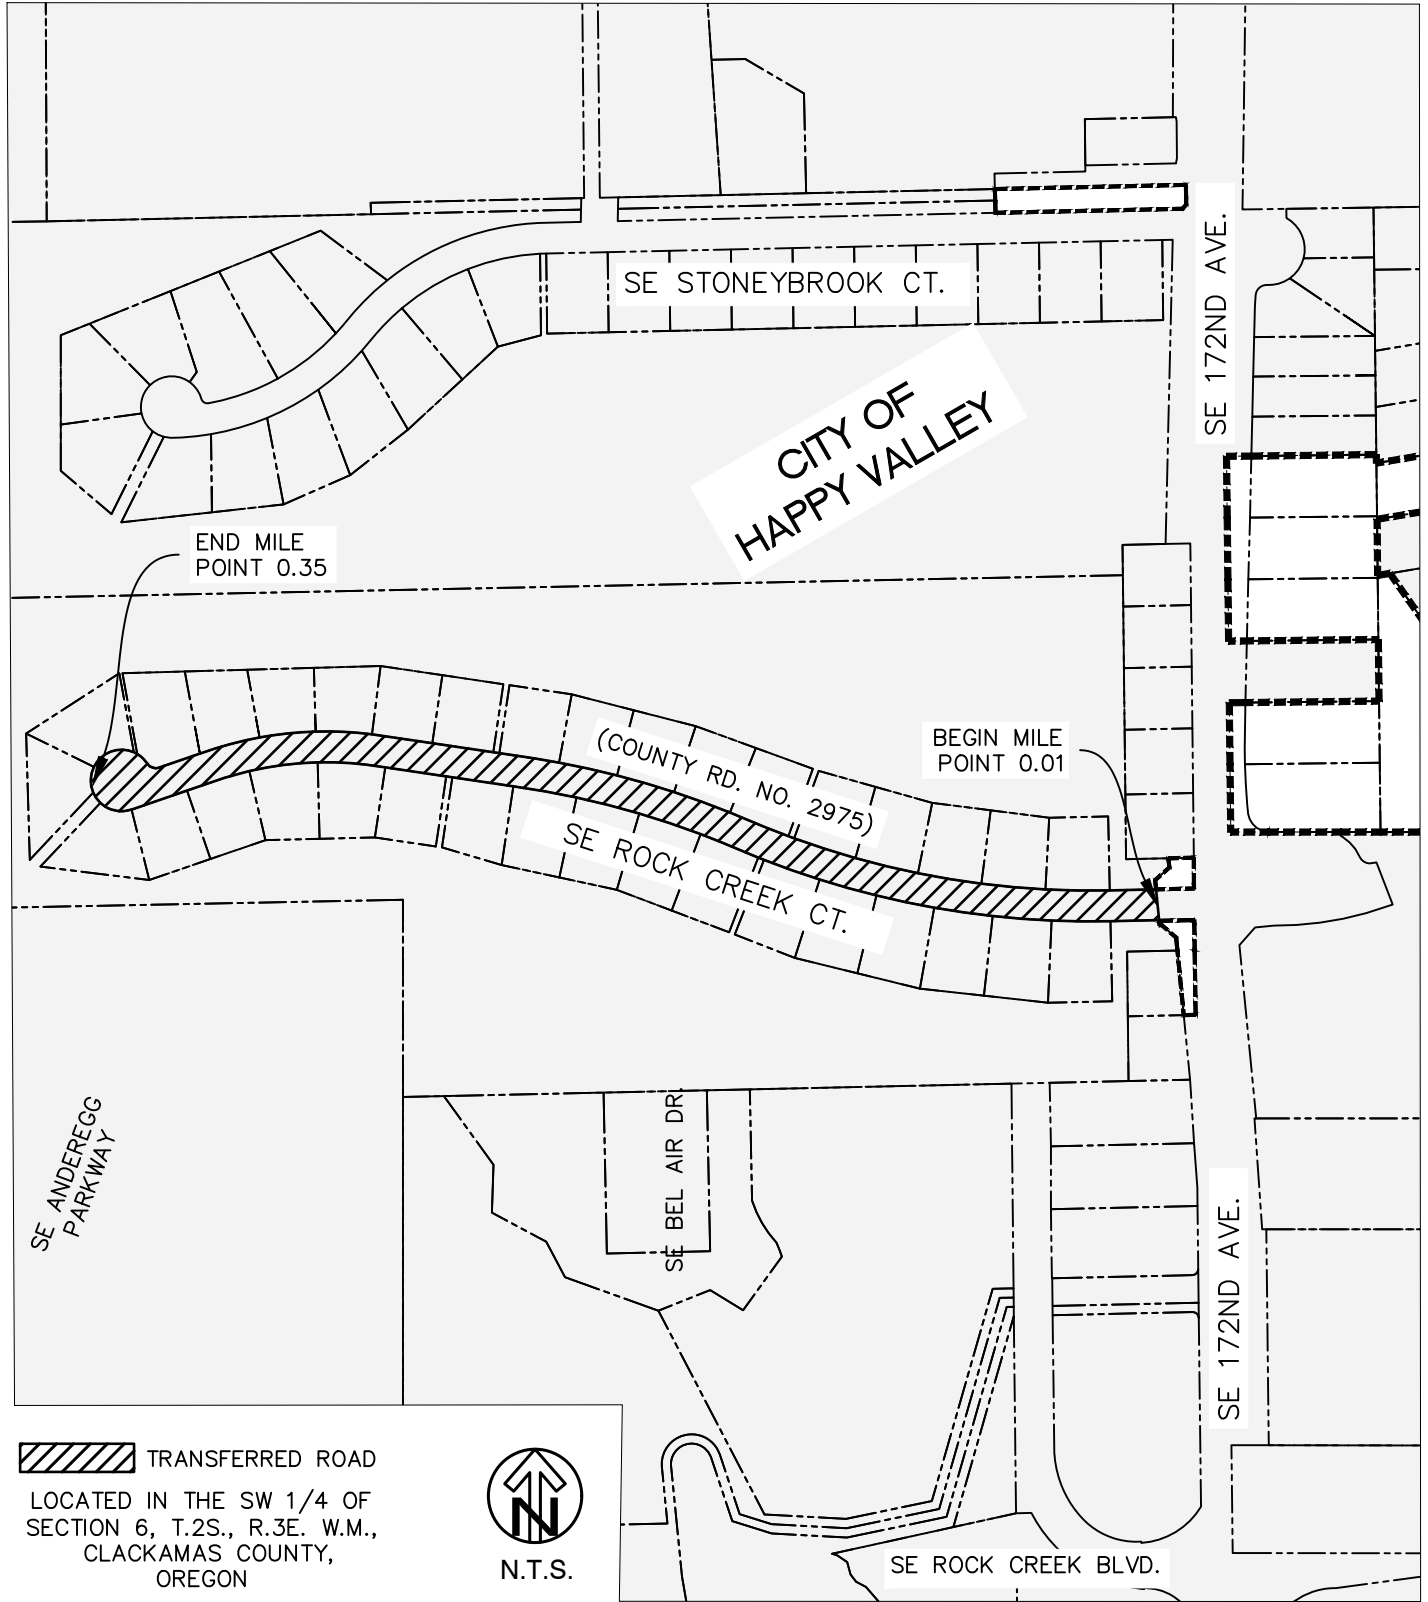 SE STONEYBROOK CT.
SE 172ND AVE.
CITY OF
HAPPY VALLEY
END MILE
POINT 0.35
BEGIN MILE
POINT 0.01
(COUNTY RD. NO. 2975)
SE ROCK CREEK CT.
SE ANDEREGG
PARKWAY
SE BEL AIR DR.
SE 172ND AVE.
TRANSFERRED ROAD
LOCATED IN THE SW 1/4 OF
SECTION 6, T.2S., R.3E. W.M.,
CLACKAMAS COUNTY,
OREGON
N
N.T.S.
SE ROCK CREEK BLVD.